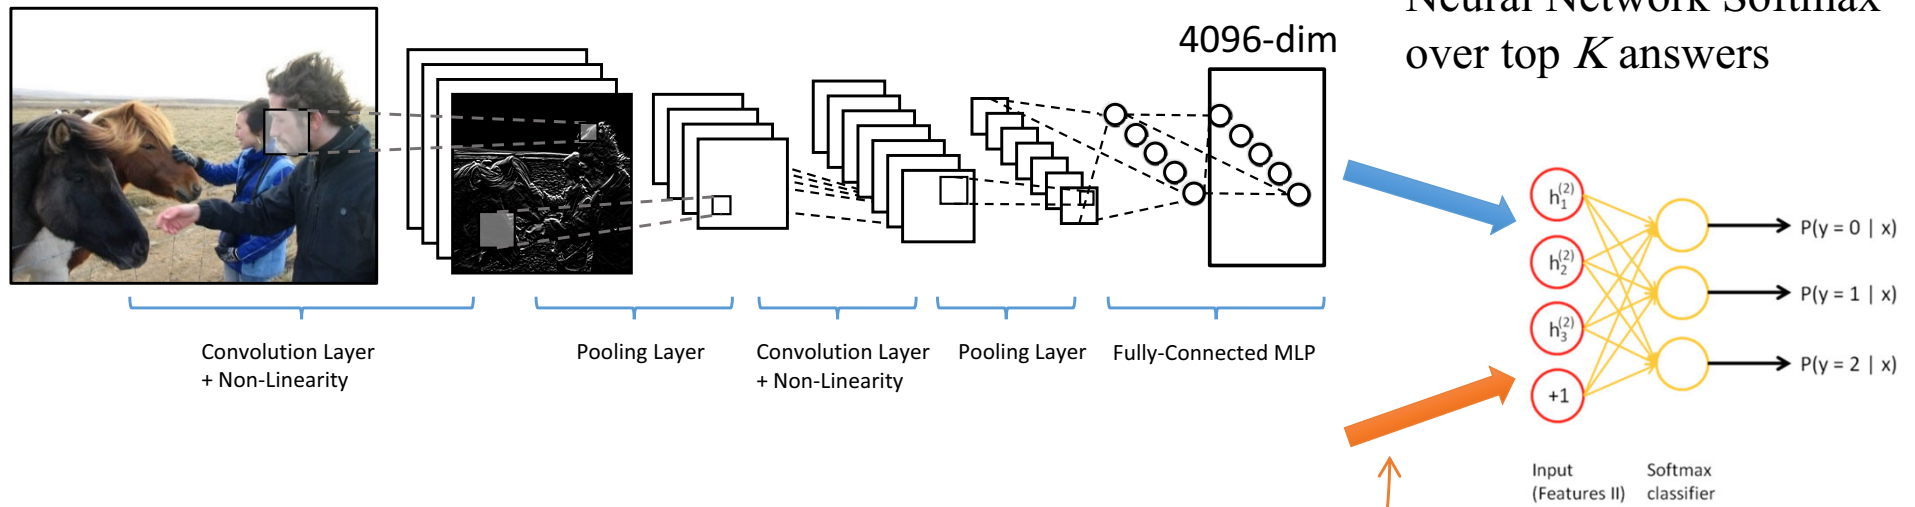 Neural Network Softmax
over top K answers
4096-dim
Convolution Layer
+ Non-Linearity
Pooling Layer
Convolution Layer
+ Non-Linearity
Pooling Layer
Fully-Connected MLP
h₁⁽²⁾
h₂⁽²⁾
h₃⁽²⁾
+1
P(y = 0 | x)
P(y = 1 | x)
P(y = 2 | x)
Input
(Features II)
Softmax
classifier